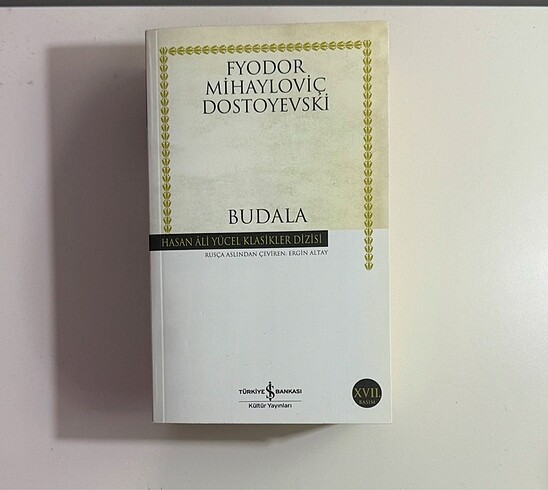 FYODOR
MİHAYLOVİÇ
DOSTOYEVSKİ
BUDALA
HASAN ÂLİ YÜCEL KLASİKLER DİZİSİ
RUSÇA ASLINDAN ÇEVİREN: ERGİN ALTAY
TÜRKİYE İŞ BANKASI
Kültür Yayınları
XVII.
BASIM